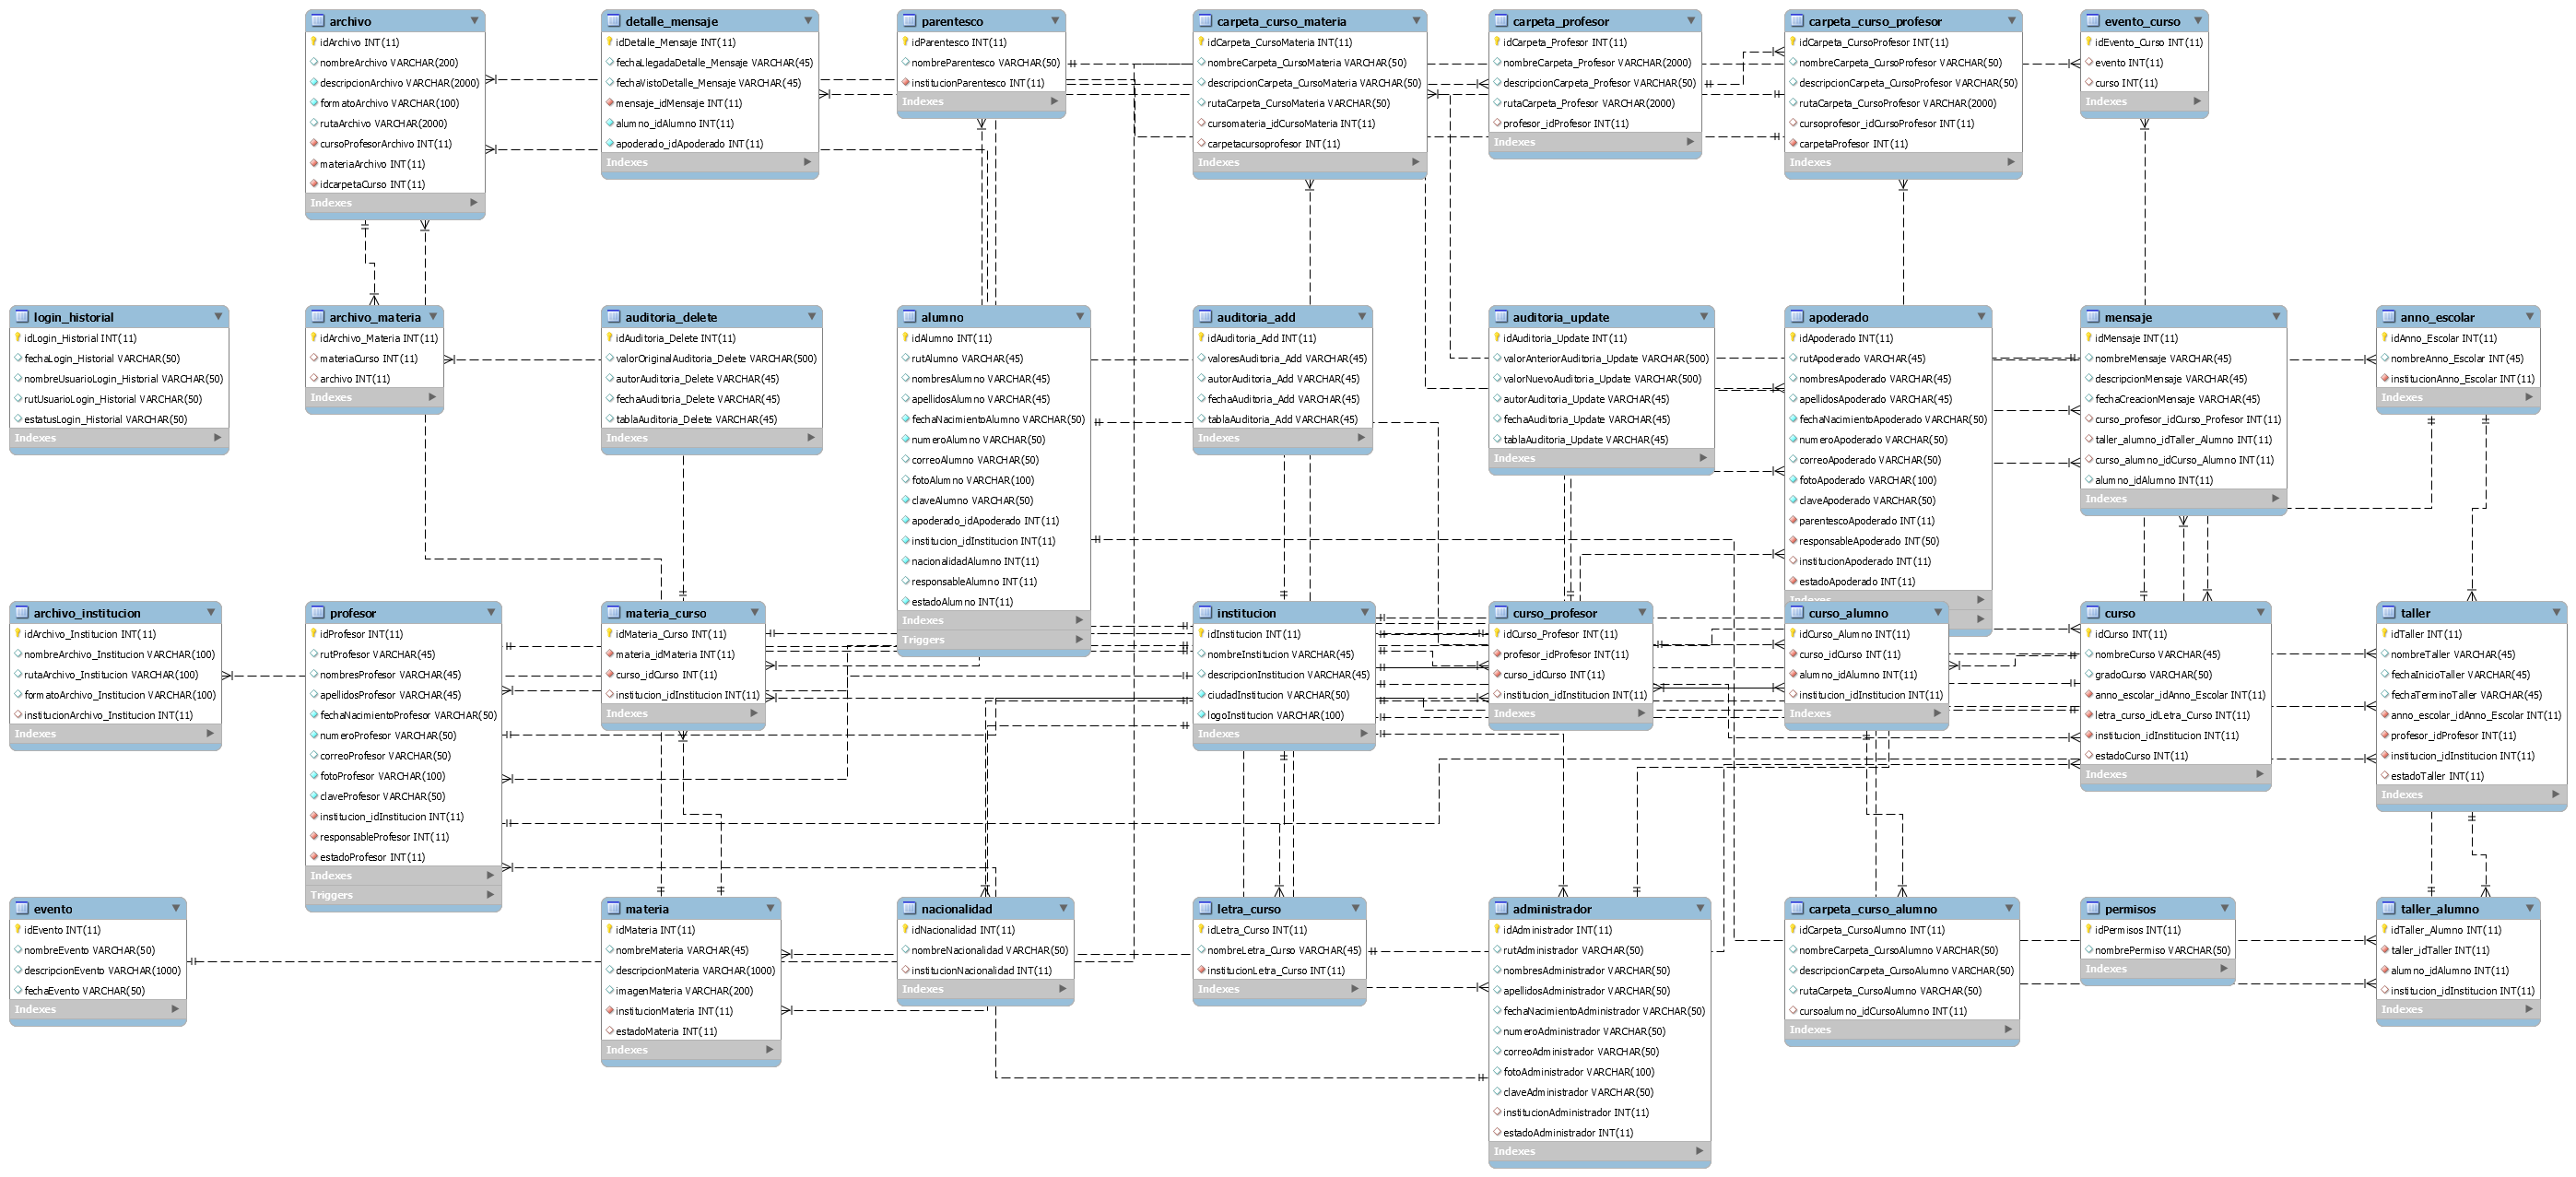 archivo
idArchivo INT(11)
nombreArchivo VARCHAR(200)
descripcionArchivo VARCHAR(2000)
formatoArchivo VARCHAR(100)
rutaArchivo VARCHAR(2000)
cursoProfesorArchivo INT(11)
materiaArchivo INT(11)
idcarpetaCurso INT(11)
Indexes
detalle_mensaje
idDetalle_Mensaje INT(11)
fechaLlegadaDetalle_Mensaje VARCHAR(45)
fechaVistoDetalle_Mensaje VARCHAR(45)
mensaje_idMensaje INT(11)
alumno_idAlumno INT(11)
apoderado_idApoderado INT(11)
Indexes
parentesco
idParentesco INT(11)
nombreParentesco VARCHAR(50)
institucionParentesco INT(11)
Indexes
carpeta_curso_materia
idCarpeta_CursoMateria INT(11)
nombreCarpeta_CursoMateria VARCHAR(50)
descripcionCarpeta_CursoMateria VARCHAR(50)
rutaCarpeta_CursoMateria VARCHAR(50)
cursomateria_idCursoMateria INT(11)
carpetacursoprofesor INT(11)
Indexes
carpeta_profesor
idCarpeta_Profesor INT(11)
nombreCarpeta_Profesor VARCHAR(2000)
descripcionCarpeta_Profesor VARCHAR(50)
rutaCarpeta_Profesor VARCHAR(2000)
profesor_idProfesor INT(11)
Indexes
carpeta_curso_profesor
idCarpeta_CursoProfesor INT(11)
nombreCarpeta_CursoProfesor VARCHAR(50)
descripcionCarpeta_CursoProfesor VARCHAR(50)
rutaCarpeta_CursoProfesor VARCHAR(2000)
cursoprofesor_idCursoProfesor INT(11)
carpetaProfesor INT(11)
Indexes
evento_curso
idEvento_Curso INT(11)
evento INT(11)
curso INT(11)
Indexes
login_historial
idLogin_Historial INT(11)
fechaLogin_Historial VARCHAR(50)
nombreUsuarioLogin_Historial VARCHAR(50)
rutUsuarioLogin_Historial VARCHAR(50)
estatusLogin_Historial VARCHAR(50)
Indexes
archivo_materia
idArchivo_Materia INT(11)
materiaCurso INT(11)
archivo INT(11)
Indexes
auditoria_delete
idAuditoria_Delete INT(11)
valorOriginalAuditoria_Delete VARCHAR(500)
autorAuditoria_Delete VARCHAR(45)
fechaAuditoria_Delete VARCHAR(45)
tablaAuditoria_Delete VARCHAR(45)
Indexes
alumno
idAlumno INT(11)
rutAlumno VARCHAR(45)
nombresAlumno VARCHAR(45)
apellidosAlumno VARCHAR(45)
fechaNacimientoAlumno VARCHAR(50)
numeroAlumno VARCHAR(50)
correoAlumno VARCHAR(50)
fotoAlumno VARCHAR(100)
claveAlumno VARCHAR(50)
apoderado_idApoderado INT(11)
institucion_idInstitucion INT(11)
nacionalidadAlumno INT(11)
responsableAlumno INT(11)
estadoAlumno INT(11)
Indexes
Triggers
auditoria_add
idAuditoria_Add INT(11)
valoresAuditoria_Add VARCHAR(45)
autorAuditoria_Add VARCHAR(45)
fechaAuditoria_Add VARCHAR(45)
tablaAuditoria_Add VARCHAR(45)
Indexes
auditoria_update
idAuditoria_Update INT(11)
valorAnteriorAuditoria_Update VARCHAR(500)
valorNuevoAuditoria_Update VARCHAR(500)
autorAuditoria_Update VARCHAR(45)
fechaAuditoria_Update VARCHAR(45)
tablaAuditoria_Update VARCHAR(45)
Indexes
apoderado
idApoderado INT(11)
rutApoderado VARCHAR(45)
nombresApoderado VARCHAR(45)
apellidosApoderado VARCHAR(45)
fechaNacimientoApoderado VARCHAR(50)
numeroApoderado VARCHAR(50)
correoApoderado VARCHAR(50)
fotoApoderado VARCHAR(100)
claveApoderado VARCHAR(50)
parentescoApoderado INT(11)
responsableApoderado INT(50)
institucionApoderado INT(11)
estadoApoderado INT(11)
Indexes
mensaje
idMensaje INT(11)
nombreMensaje VARCHAR(45)
descripcionMensaje VARCHAR(45)
fechaCreacionMensaje VARCHAR(45)
curso_profesor_idCurso_Profesor INT(11)
taller_alumno_idTaller_Alumno INT(11)
curso_alumno_idCurso_Alumno INT(11)
alumno_idAlumno INT(11)
Indexes
anno_escolar
idAnno_Escolar INT(11)
nombreAnno_Escolar INT(45)
institucionAnno_Escolar INT(11)
Indexes
archivo_institucion
idArchivo_Institucion INT(11)
nombreArchivo_Institucion VARCHAR(100)
rutaArchivo_Institucion VARCHAR(100)
formatoArchivo_Institucion VARCHAR(100)
institucionArchivo_Institucion INT(11)
Indexes
profesor
idProfesor INT(11)
rutProfesor VARCHAR(45)
nombresProfesor VARCHAR(45)
apellidosProfesor VARCHAR(45)
fechaNacimientoProfesor VARCHAR(50)
numeroProfesor VARCHAR(50)
correoProfesor VARCHAR(50)
fotoProfesor VARCHAR(100)
claveProfesor VARCHAR(50)
institucion_idInstitucion INT(11)
responsableProfesor INT(11)
estadoProfesor INT(11)
Indexes
Triggers
materia_curso
idMateria_Curso INT(11)
materia_idMateria INT(11)
curso_idCurso INT(11)
institucion_idInstitucion INT(11)
Indexes
institucion
idInstitucion INT(11)
nombreInstitucion VARCHAR(45)
descripcionInstitucion VARCHAR(45)
ciudadInstitucion VARCHAR(50)
logoInstitucion VARCHAR(100)
Indexes
curso_profesor
idCurso_Profesor INT(11)
profesor_idProfesor INT(11)
curso_idCurso INT(11)
institucion_idInstitucion INT(11)
Indexes
curso_alumno
idCurso_Alumno INT(11)
curso_idCurso INT(11)
alumno_idAlumno INT(11)
institucion_idInstitucion INT(11)
Indexes
curso
idCurso INT(11)
nombreCurso VARCHAR(45)
gradoCurso VARCHAR(50)
anno_escolar_idAnno_Escolar INT(11)
letra_curso_idLetra_Curso INT(11)
institucion_idInstitucion INT(11)
estadoCurso INT(11)
Indexes
taller
idTaller INT(11)
nombreTaller VARCHAR(45)
fechaInicioTaller VARCHAR(45)
fechaTerminoTaller VARCHAR(45)
anno_escolar_idAnno_Escolar INT(11)
profesor_idProfesor INT(11)
institucion_idInstitucion INT(11)
estadoTaller INT(11)
Indexes
evento
idEvento INT(11)
nombreEvento VARCHAR(50)
descripcionEvento VARCHAR(1000)
fechaEvento VARCHAR(50)
Indexes
materia
idMateria INT(11)
nombreMateria VARCHAR(45)
descripcionMateria VARCHAR(1000)
imagenMateria VARCHAR(200)
institucionMateria INT(11)
estadoMateria INT(11)
Indexes
nacionalidad
idNacionalidad INT(11)
nombreNacionalidad VARCHAR(50)
institucionNacionalidad INT(11)
Indexes
letra_curso
idLetra_Curso INT(11)
nombreLetra_Curso VARCHAR(45)
institucionLetra_Curso INT(11)
Indexes
administrador
idAdministrador INT(11)
rutAdministrador VARCHAR(50)
nombresAdministrador VARCHAR(50)
apellidosAdministrador VARCHAR(50)
fechaNacimientoAdministrador VARCHAR(50)
numeroAdministrador VARCHAR(50)
correoAdministrador VARCHAR(50)
fotoAdministrador VARCHAR(100)
claveAdministrador VARCHAR(50)
institucionAdministrador INT(11)
estadoAdministrador INT(11)
Indexes
carpeta_curso_alumno
idCarpeta_CursoAlumno INT(11)
nombreCarpeta_CursoAlumno VARCHAR(50)
descripcionCarpeta_CursoAlumno VARCHAR(50)
rutaCarpeta_CursoAlumno VARCHAR(50)
cursoalumno_idCursoAlumno INT(11)
Indexes
permisos
idPermisos INT(11)
nombrePermiso VARCHAR(50)
Indexes
taller_alumno
idTaller_Alumno INT(11)
taller_idTaller INT(11)
alumno_idAlumno INT(11)
institucion_idInstitucion INT(11)
Indexes